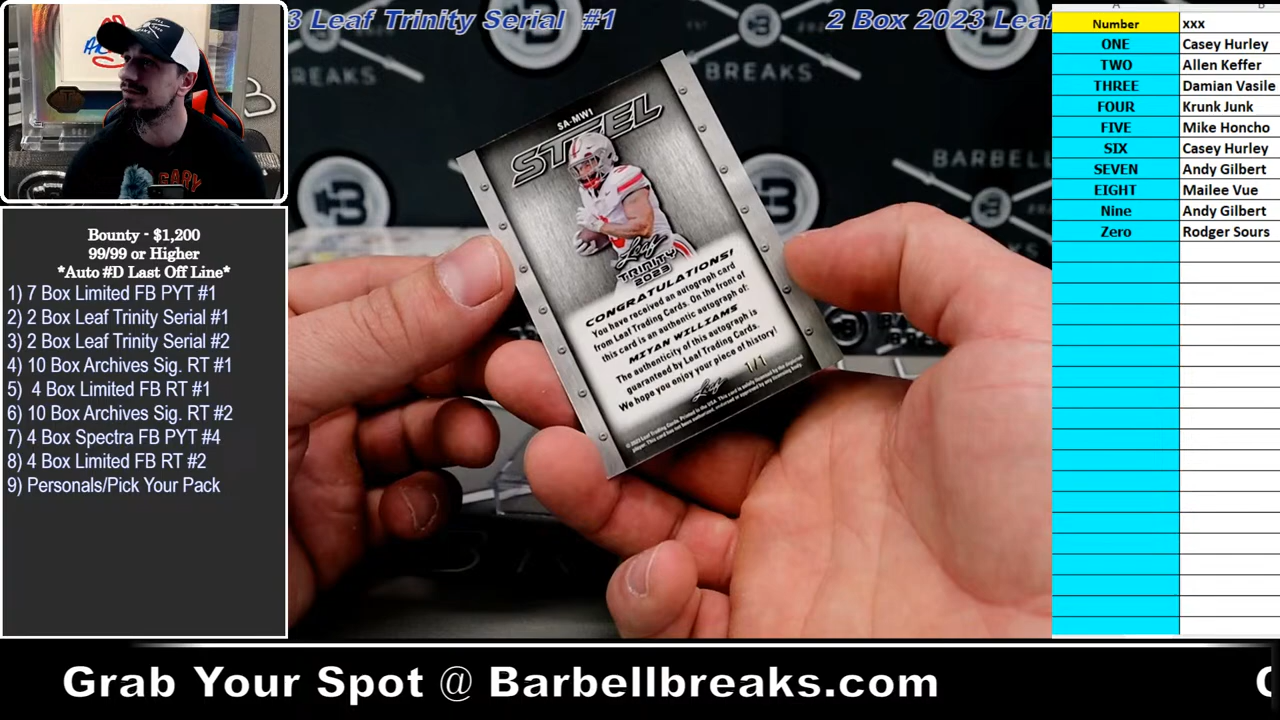 3 Leaf Trinity Serial #1
2 Box 2023 Leaf
Bounty - $1,200
99/99 or Higher
*Auto #D Last Off Line*
1) 7 Box Limited FB PYT #1
2) 2 Box Leaf Trinity Serial #1
3) 2 Box Leaf Trinity Serial #2
4) 10 Box Archives Sig. RT #1
5) 4 Box Limited FB RT #1
6) 10 Box Archives Sig. RT #2
7) 4 Box Spectra FB PYT #4
8) 4 Box Limited FB RT #2
9) Personals/Pick Your Pack
BREAKS
BREAKS
BARBELL
SA-MW1
STEEL
Leaf
TRINITY
2023
CONGRATULATIONS!
You have received an autograph card
from Leaf Trading Cards. On the front of
this card is an authentic autograph of:
MIYAN WILLIAMS
The authenticity of this autograph is
guaranteed by Leaf Trading Cards.
We hope you enjoy your piece of history!
Leaf
1/1
A B
Number xxx
ONE Casey Hurley
TWO Allen Keffer
THREE Damian Vasile
FOUR Krunk Junk
FIVE Mike Honcho
SIX Casey Hurley
SEVEN Andy Gilbert
EIGHT Mailee Vue
Nine Andy Gilbert
Zero Rodger Sours
Grab Your Spot @ Barbellbreaks.com